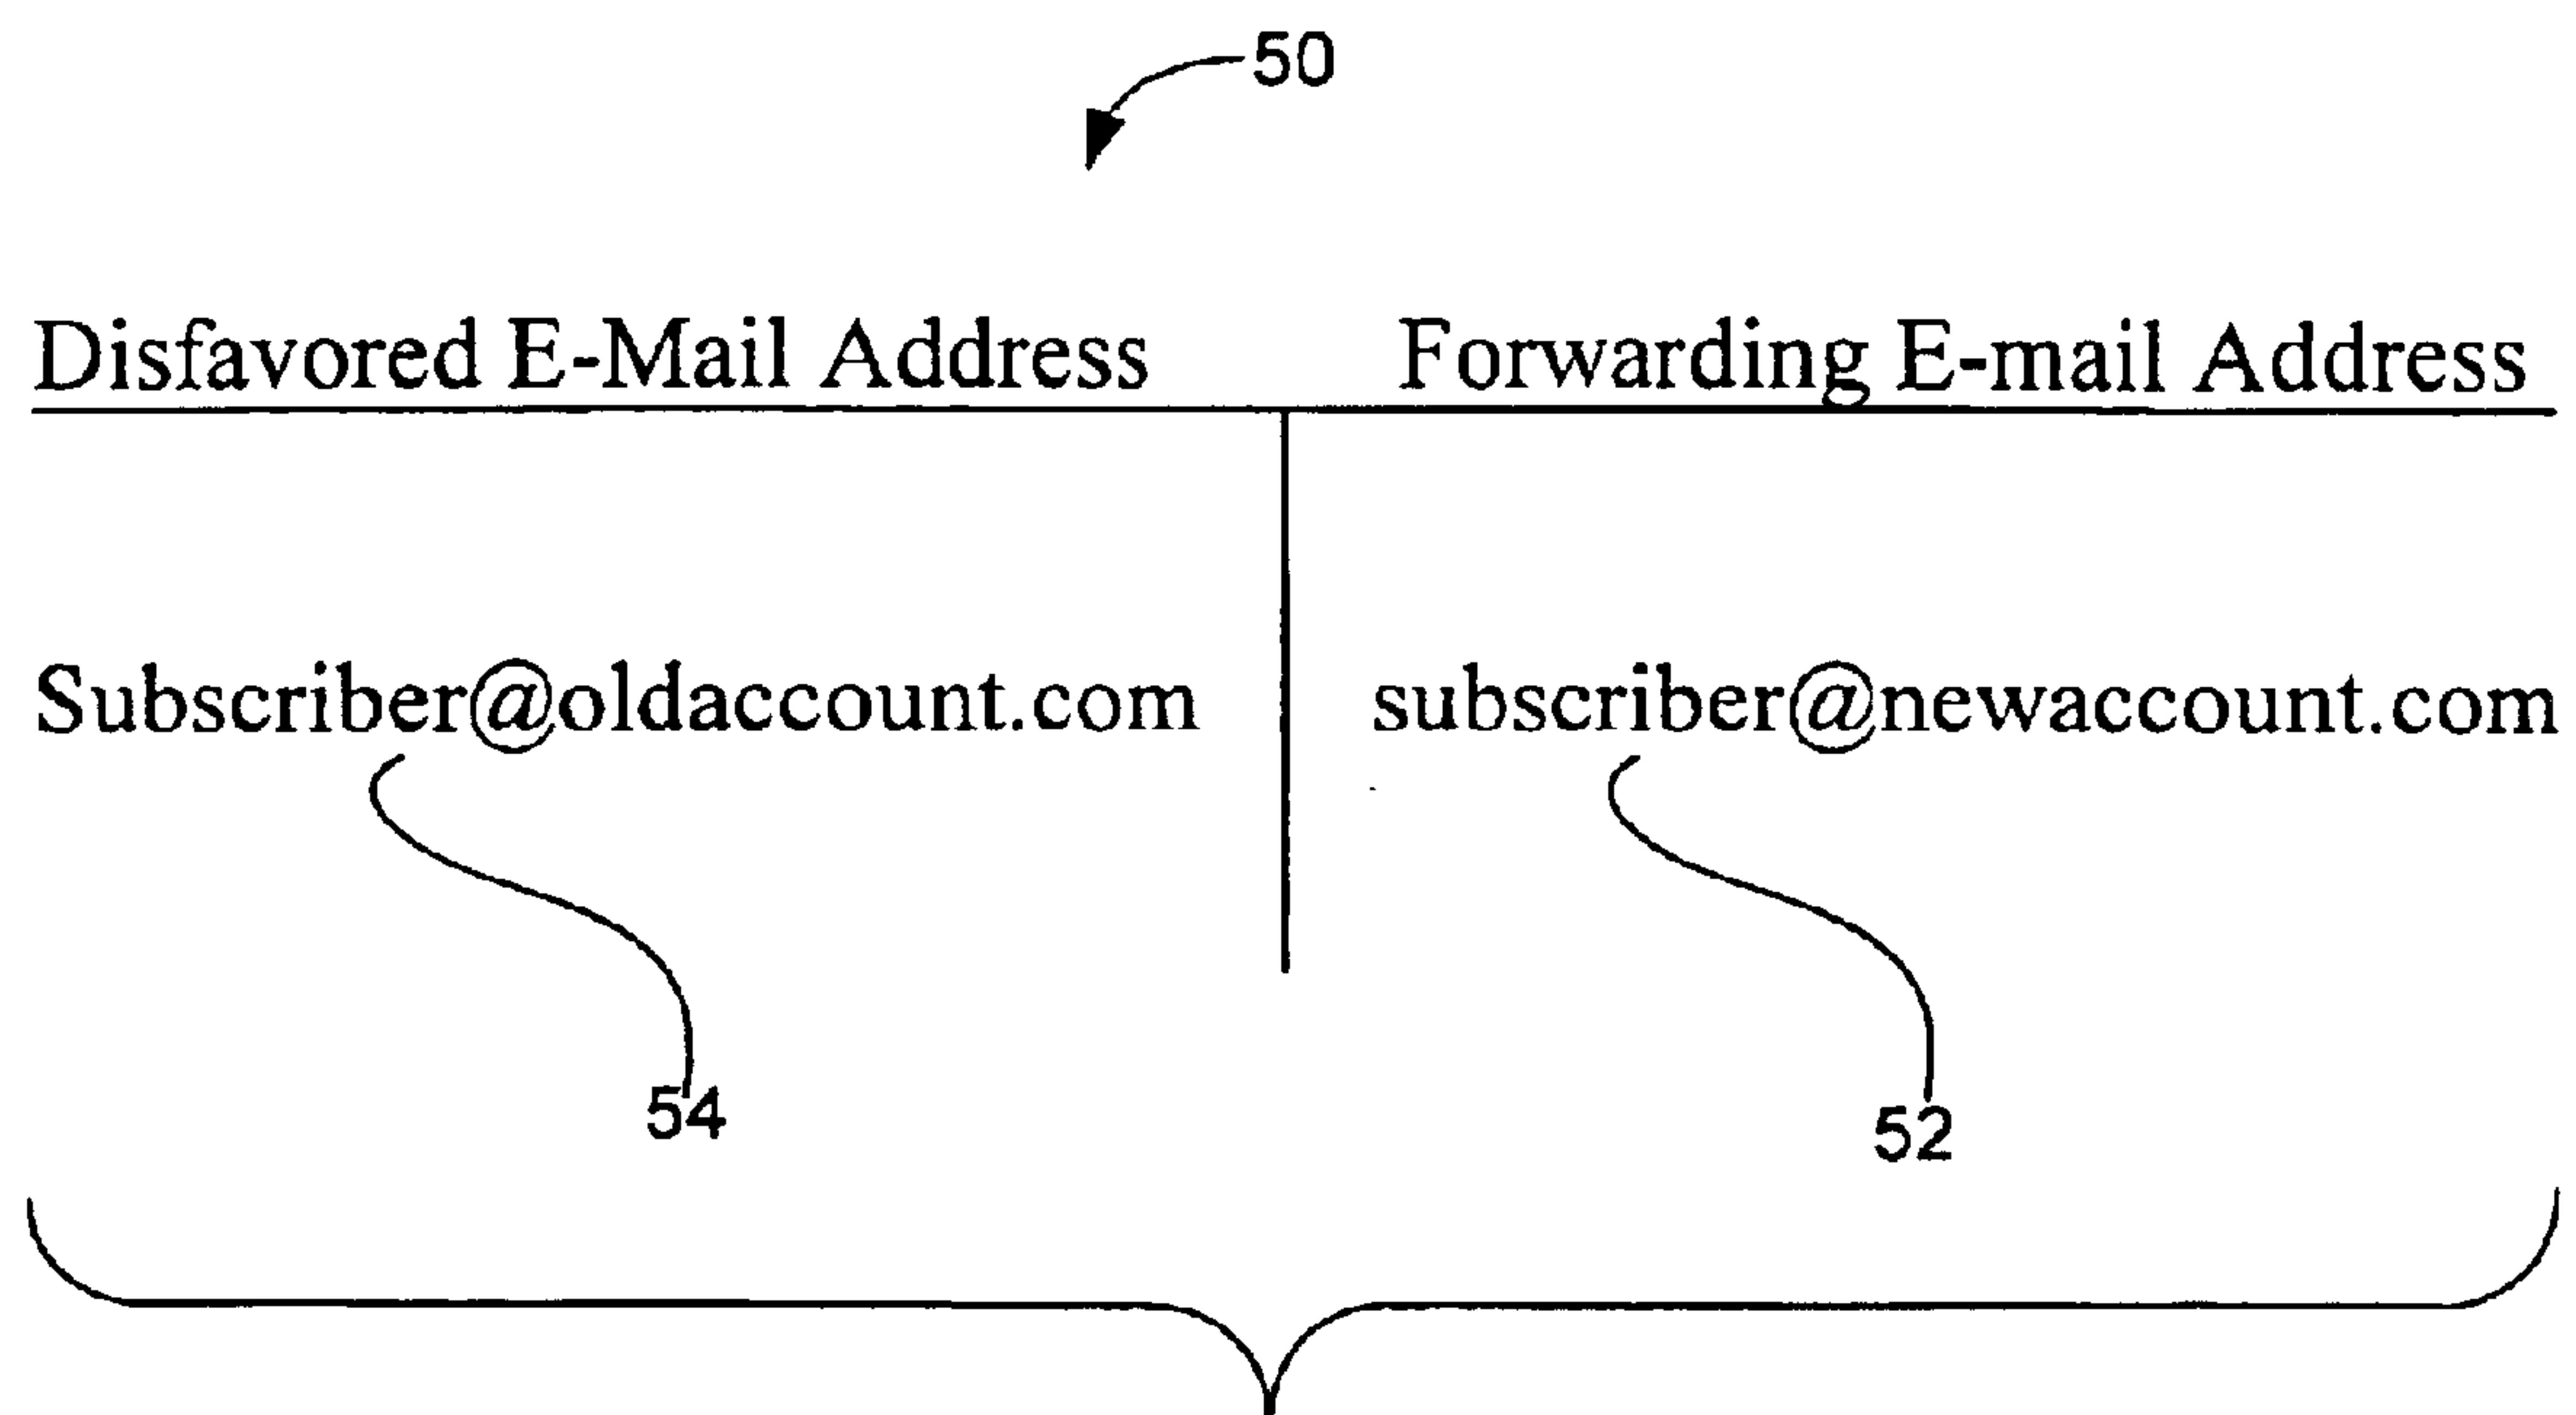 50
Disfavored E-Mail Address Forwarding E-mail Address
Subscriber@oldaccount.com subscriber@newaccount.com
54
52